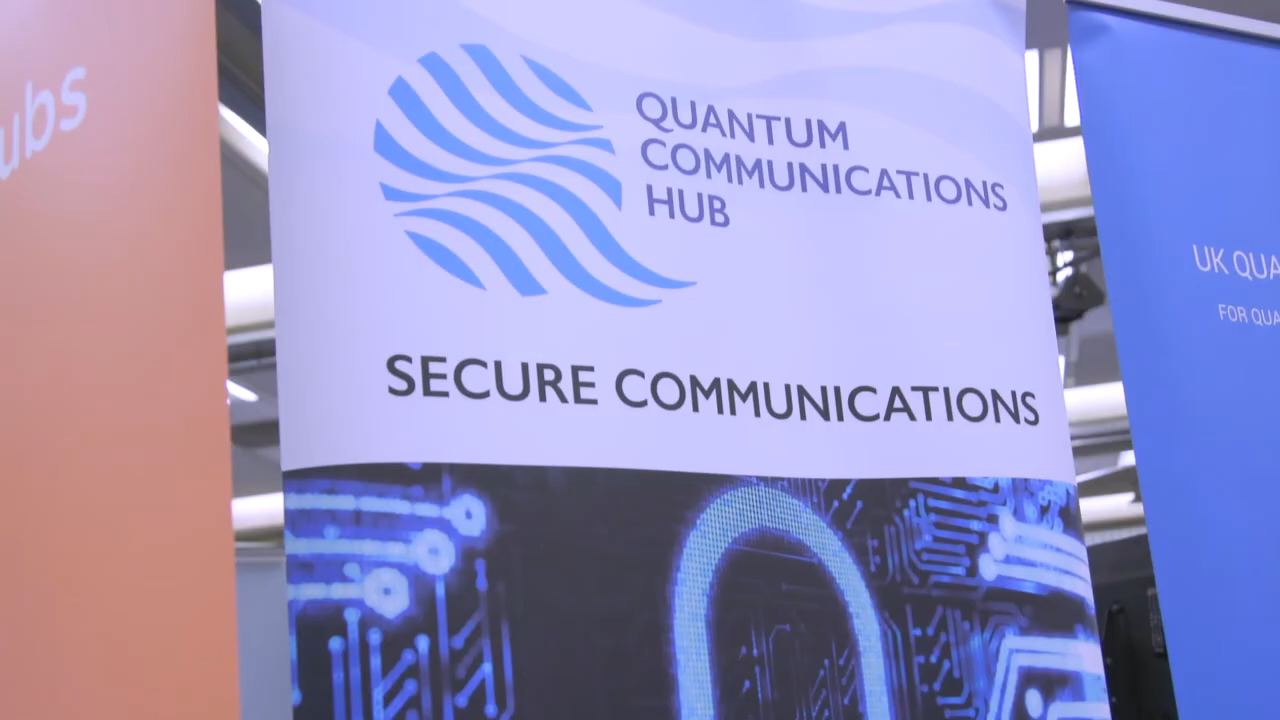 ubs
QUANTUM
COMMUNICATIONS
HUB
SECURE COMMUNICATIONS
UK QUA
FOR QUA